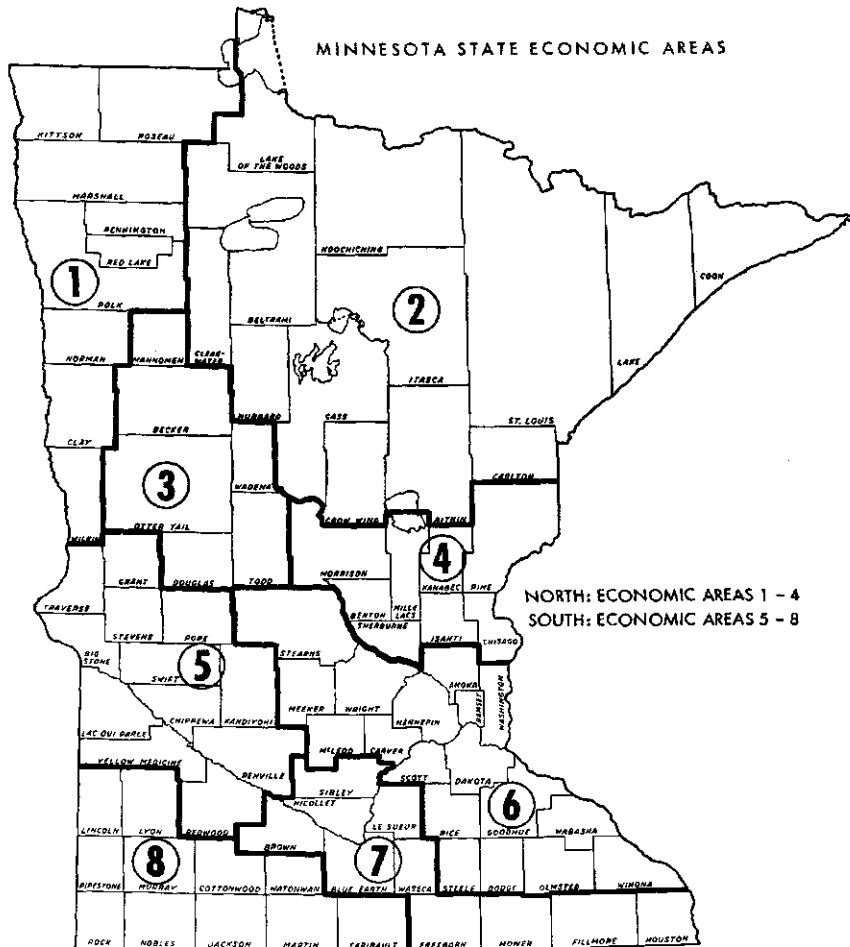 MINNESOTA STATE ECONOMIC AREAS
KITTSON
ROSEAU
LAKE
OF THE WOODS
MARSHALL
PENNINGTON
RED LAKE
KOOCHICHING
1
POLK
2
COOK
BELTRAMI
NORMAN
MAHNOMEN
CLEAR-
WATER
LAKE
ITASCA
HUBBARD
CASS
ST. LOUIS
BECKER
CLAY
3
WADENA
CARLTON
OTTER TAIL
CROW WING
AITKIN
WILKIN
4
GRANT
DOUGLAS
TODD
MORRISON
KANABEC
PINE
NORTH: ECONOMIC AREAS 1 - 4
SOUTH: ECONOMIC AREAS 5 - 8
TRAVERSE
BENTON
MILLE
LACS
SHERBURNE
STEVENS
POPE
ISANTI
CHISAGO
STEARNS
BIG
STONE
5
SWIFT
ANOKA
RAMSEY
WASHINGTON
MEEKER
WRIGHT
HENNEPIN
CHIPPEWA
KANDIYOHI
LAC QUI PARLE
McLEOD
CARVER
YELLOW MEDICINE
RENVILLE
SCOTT
DAKOTA
SIBLEY
NICOLLET
6
LINCOLN
LYON
REDWOOD
LE SUEUR
RICE
GOODHUE
WABASHA
BROWN
8
7
PIPESTONE
MURRAY
COTTONWOOD
WATONWAN
BLUE EARTH
WASECA
STEELE
DODGE
OLMSTED
WINONA
ROCK
NOBLES
JACKSON
MARTIN
FARIBAULT
FREEBORN
MOWER
FILLMORE
HOUSTON